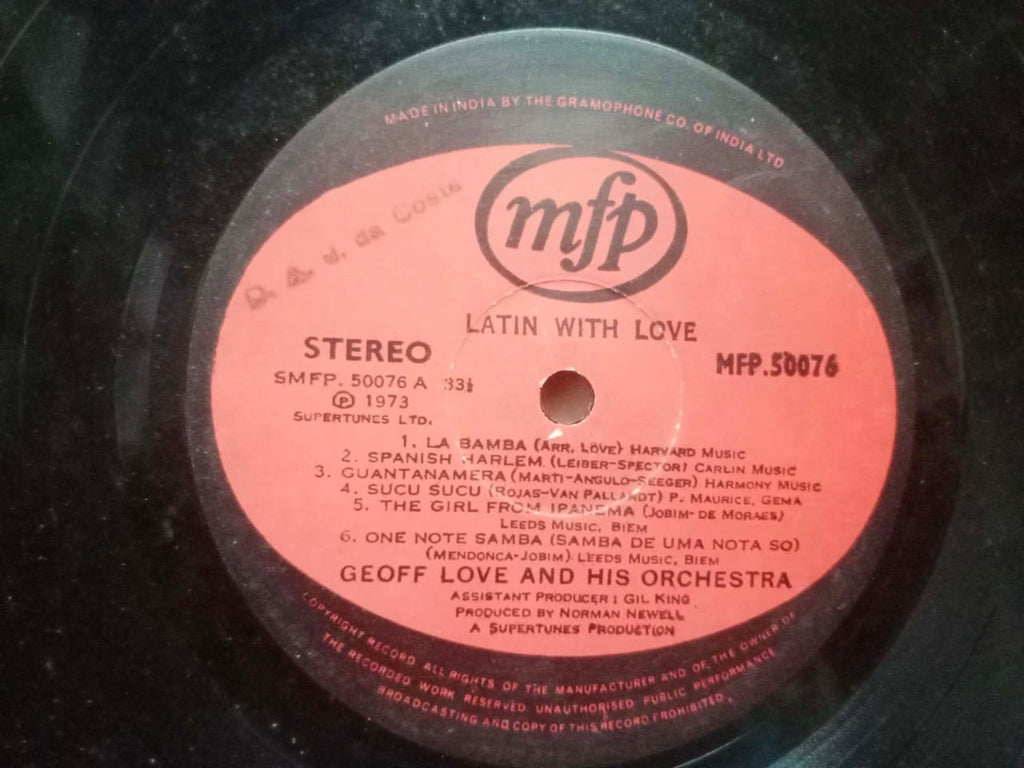 MADE IN INDIA BY THE GRAMOPHONE CO. OF INDIA LTD
mfp
D. A. J. da Costa
LATIN WITH LOVE
STEREO
MFP.50076
SMFP. 50076 A 33⅓
Ⓟ 1973
SUPERTUNES LTD.
1. LA BAMBA (ARR. LOVE) HARVARD MUSIC
2. SPANISH HARLEM (LEIBER-SPECTOR) CARLIN MUSIC
3. GUANTANAMERA (MARTI-ANGULO-SEEGER) HARMONY MUSIC
4. SUCU SUCU (ROJAS-VAN PALLANDT) P. MAURICE, GEMA
5. THE GIRL FROM IPANEMA (JOBIM-DE MORAES)
LEEDS MUSIC, BIEM
6. ONE NOTE SAMBA (SAMBA DE UMA NOTA SO)
(MENDONCA-JOBIM) LEEDS MUSIC, BIEM
GEOFF LOVE AND HIS ORCHESTRA
ASSISTANT PRODUCER : GIL KING
PRODUCED BY NORMAN NEWELL
A SUPERTUNES PRODUCTION
COPYRIGHT RECORD ALL RIGHTS OF THE MANUFACTURER AND OF THE OWNER OF
THE RECORDED WORK RESERVED UNAUTHORISED PUBLIC PERFORMANCE
BROADCASTING AND COPY OF THIS RECORD PROHIBITED.